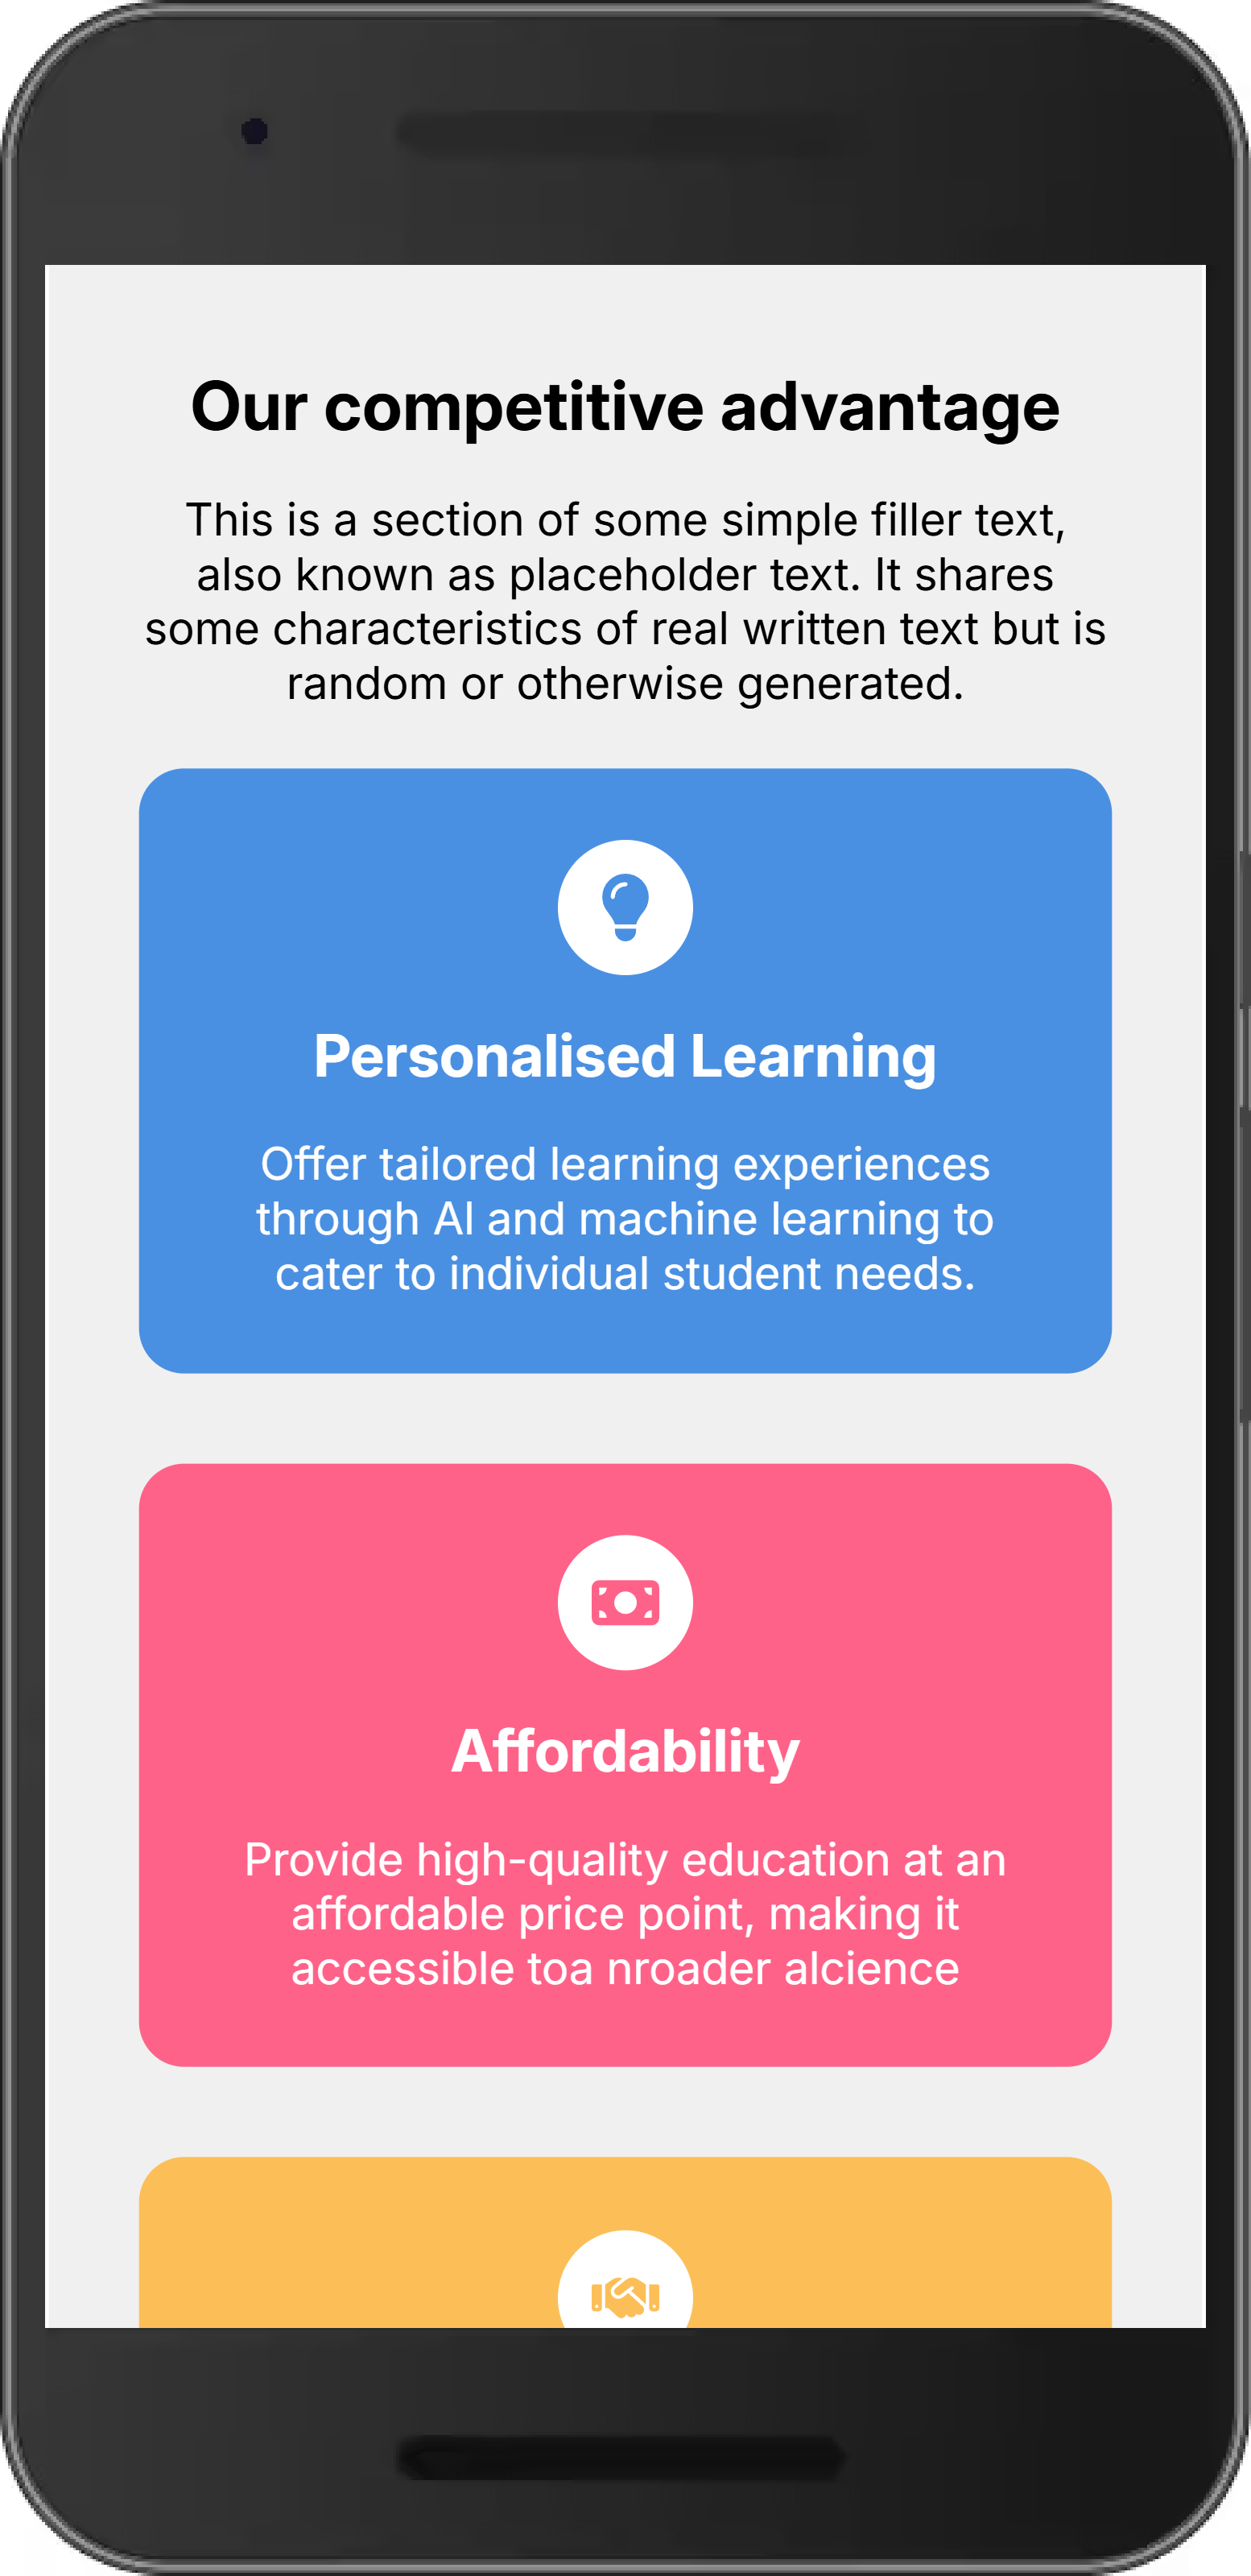 Our competitive advantage
This is a section of some simple filler text,
also known as placeholder text. It shares
some characteristics of real written text but is
random or otherwise generated.
Personalised Learning
Offer tailored learning experiences
through AI and machine learning to
cater to individual student needs.
Affordability
Provide high-quality education at an
affordable price point, making it
accessible toa nroader alcience